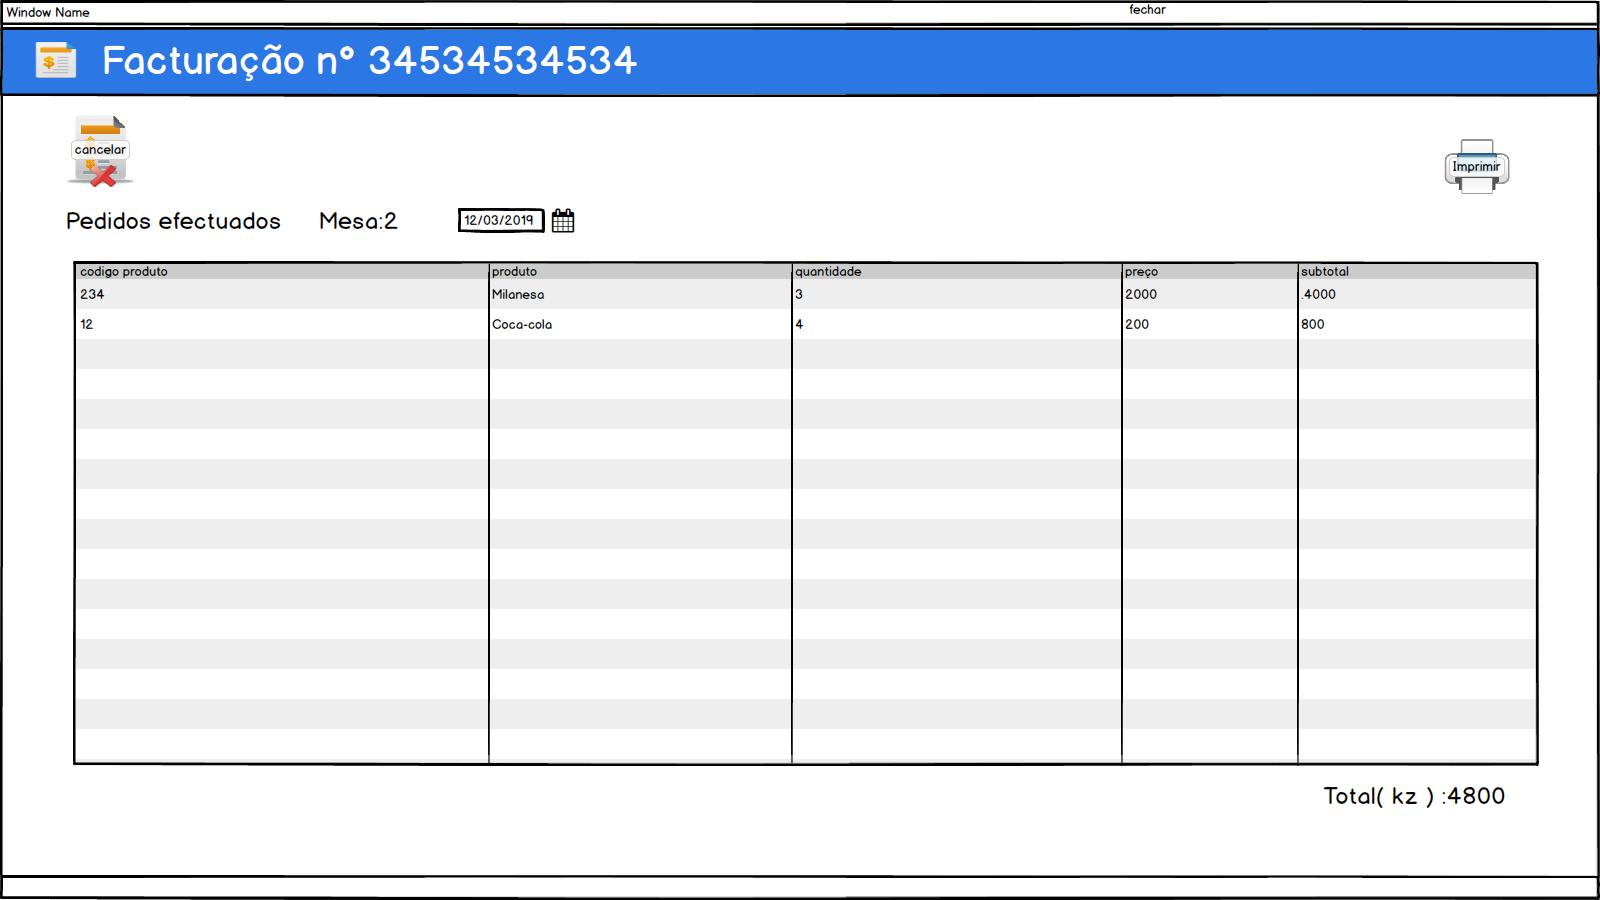 Window Name fechar
Facturação nº 34534534534
cancelar
Imprimir
Pedidos efectuados Mesa:2 12/03/2019
codigo produto produto quantidade preço subtotal
234 Milanesa 3 2000 .4000
12 Coca-cola 4 200 800
Total( kz ) :4800